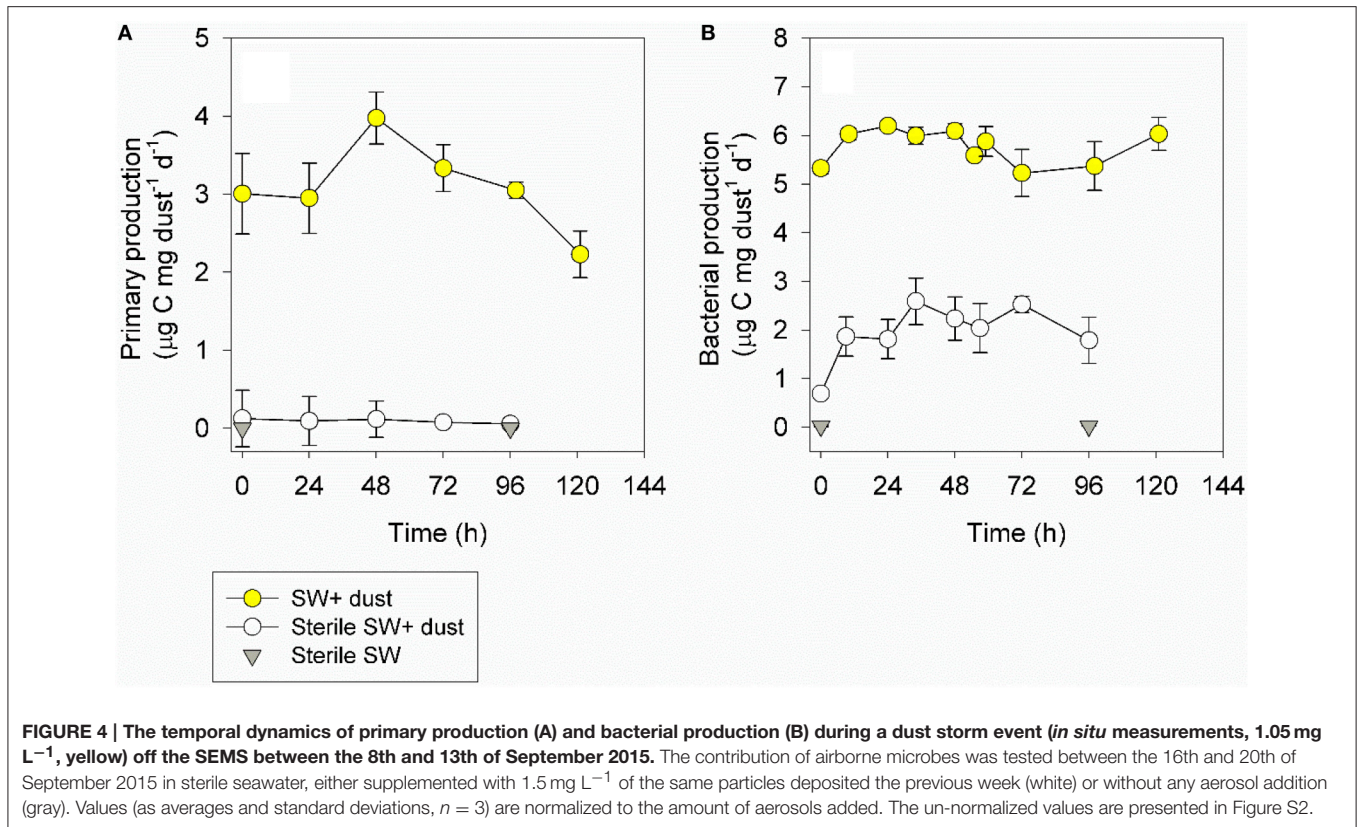 A
5
4
3
2
1
0
Primary production
(µg C mg dust-1 d-1)
0 24 48 72 96 120 144
Time (h)
B
8
7
6
5
4
3
2
1
0
Bacterial production
(µg C mg dust1 d-1)
0 24 48 72 96 120 144
Time (h)
SW+ dust
Sterile SW+ dust
Sterile SW
FIGURE 4 | The temporal dynamics of primary production (A) and bacterial production (B) during a dust storm event (in situ measurements, 1.05 mg
L−1, yellow) off the SEMS between the 8th and 13th of September 2015. The contribution of airborne microbes was tested between the 16th and 20th of
September 2015 in sterile seawater, either supplemented with 1.5 mg L−1 of the same particles deposited the previous week (white) or without any aerosol addition
(gray). Values (as averages and standard deviations, n = 3) are normalized to the amount of aerosols added. The un-normalized values are presented in Figure S2.